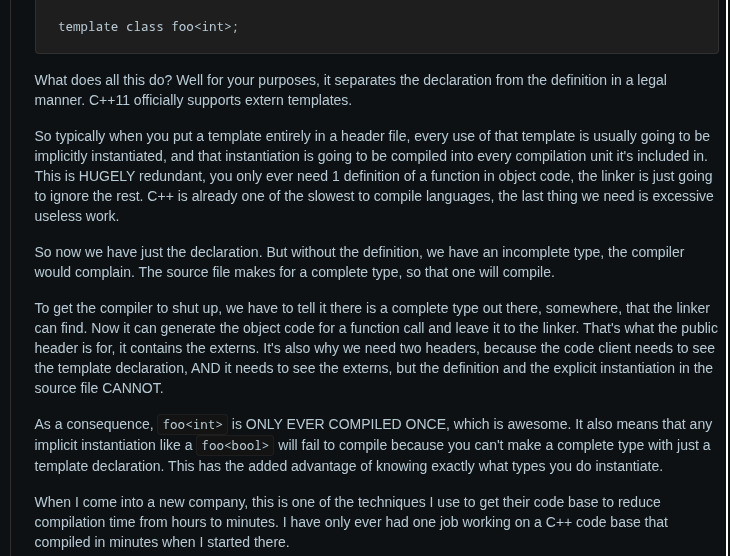 template class foo<int>;
What does all this do? Well for your purposes, it separates the declaration from the definition in a legal
manner. C++11 officially supports extern templates.
So typically when you put a template entirely in a header file, every use of that template is usually going to be
implicitly instantiated, and that instantiation is going to be compiled into every compilation unit it's included in.
This is HUGELY redundant, you only ever need 1 definition of a function in object code, the linker is just going
to ignore the rest. C++ is already one of the slowest to compile languages, the last thing we need is excessive
useless work.
So now we have just the declaration. But without the definition, we have an incomplete type, the compiler
would complain. The source file makes for a complete type, so that one will compile.
To get the compiler to shut up, we have to tell it there is a complete type out there, somewhere, that the linker
can find. Now it can generate the object code for a function call and leave it to the linker. That's what the public
header is for, it contains the externs. It's also why we need two headers, because the code client needs to see
the template declaration, AND it needs to see the externs, but the definition and the explicit instantiation in the
source file CANNOT.
As a consequence, foo<int> is ONLY EVER COMPILED ONCE, which is awesome. It also means that any
implicit instantiation like a foo<bool> will fail to compile because you can't make a complete type with just a
template declaration. This has the added advantage of knowing exactly what types you do instantiate.
When I come into a new company, this is one of the techniques I use to get their code base to reduce
compilation time from hours to minutes. I have only ever had one job working on a C++ code base that
compiled in minutes when I started there.